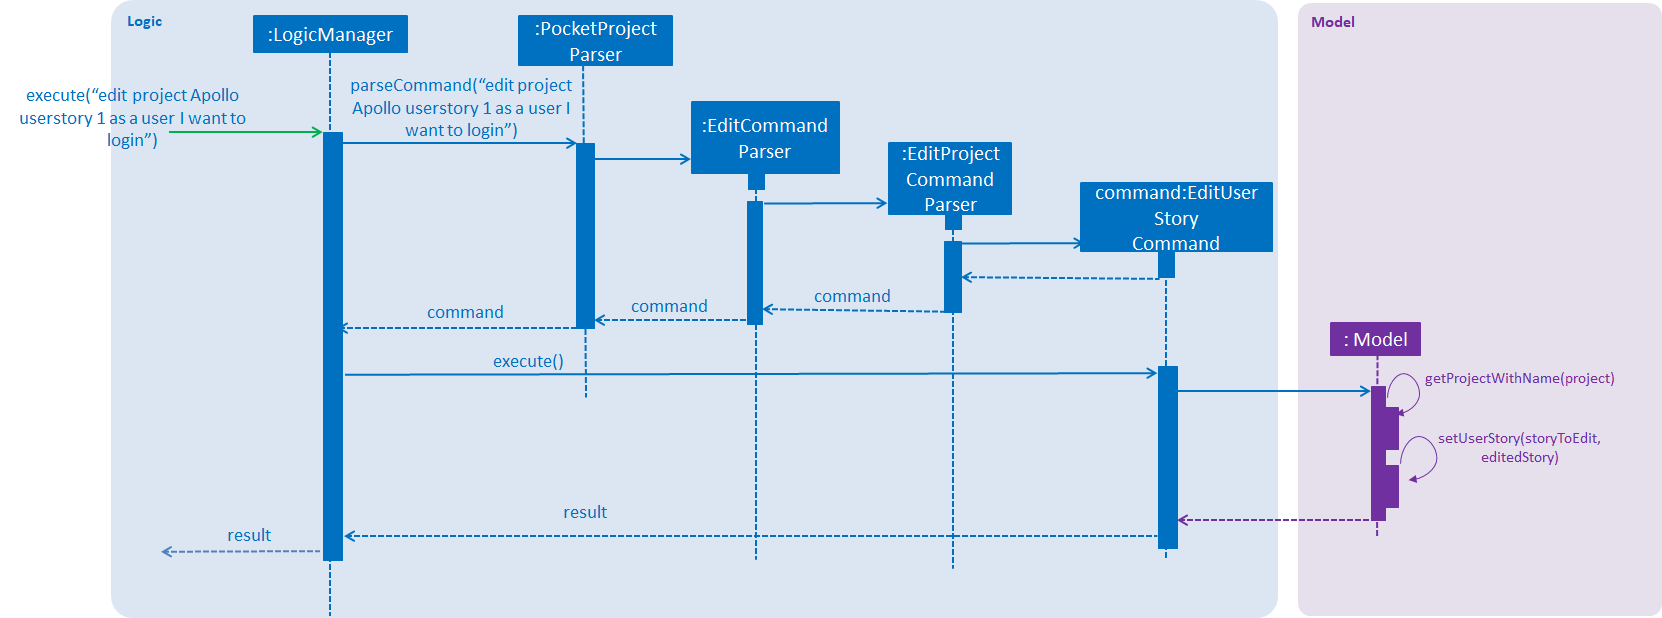 Logic
Model
:LogicManager
:PocketProject
Parser
execute(“edit project Apollo
userstory 1 as a user I want to
login”)
parseCommand(“edit project
Apollo userstory 1 as a user I
want to login”)
:EditCommand
Parser
:EditProject
Command
Parser
command:EditUser
Story
Command
command
command
command
execute()
: Model
getProjectWithName(project)
setUserStory(storyToEdit,
editedStory)
result
result